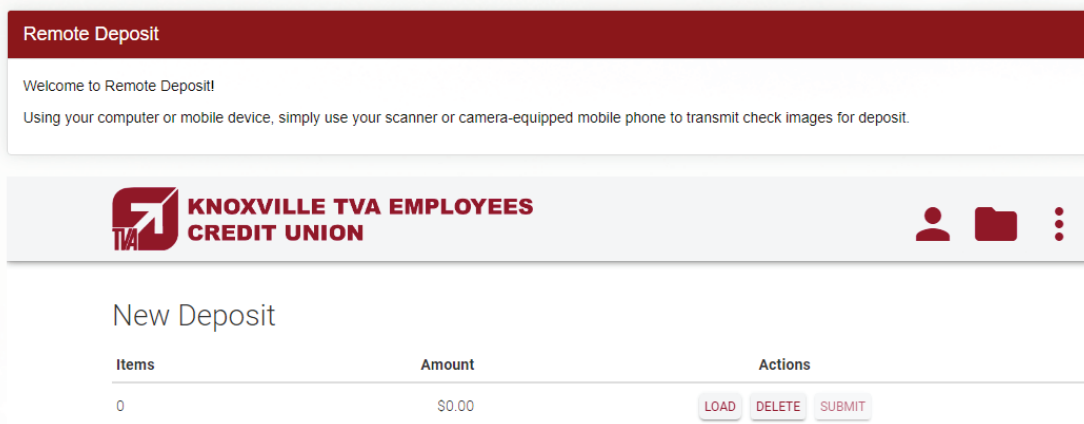 Remote Deposit
Welcome to Remote Deposit!
Using your computer or mobile device, simply use your scanner or camera-equipped mobile phone to transmit check images for deposit.
TVA
KNOXVILLE TVA EMPLOYEES
CREDIT UNION
New Deposit
Items Amount Actions
0 $0.00 LOAD DELETE SUBMIT